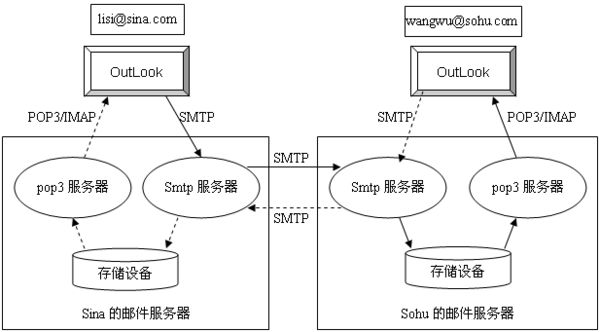 lisi@sina.com
wangwu@sohu.com
OutLook
OutLook
POP3/IMAP
SMTP
SMTP
POP3/IMAP
SMTP
pop3 服务器
Smtp 服务器
Smtp 服务器
pop3 服务器
SMTP
存储设备
存储设备
Sina 的邮件服务器
Sohu 的邮件服务器